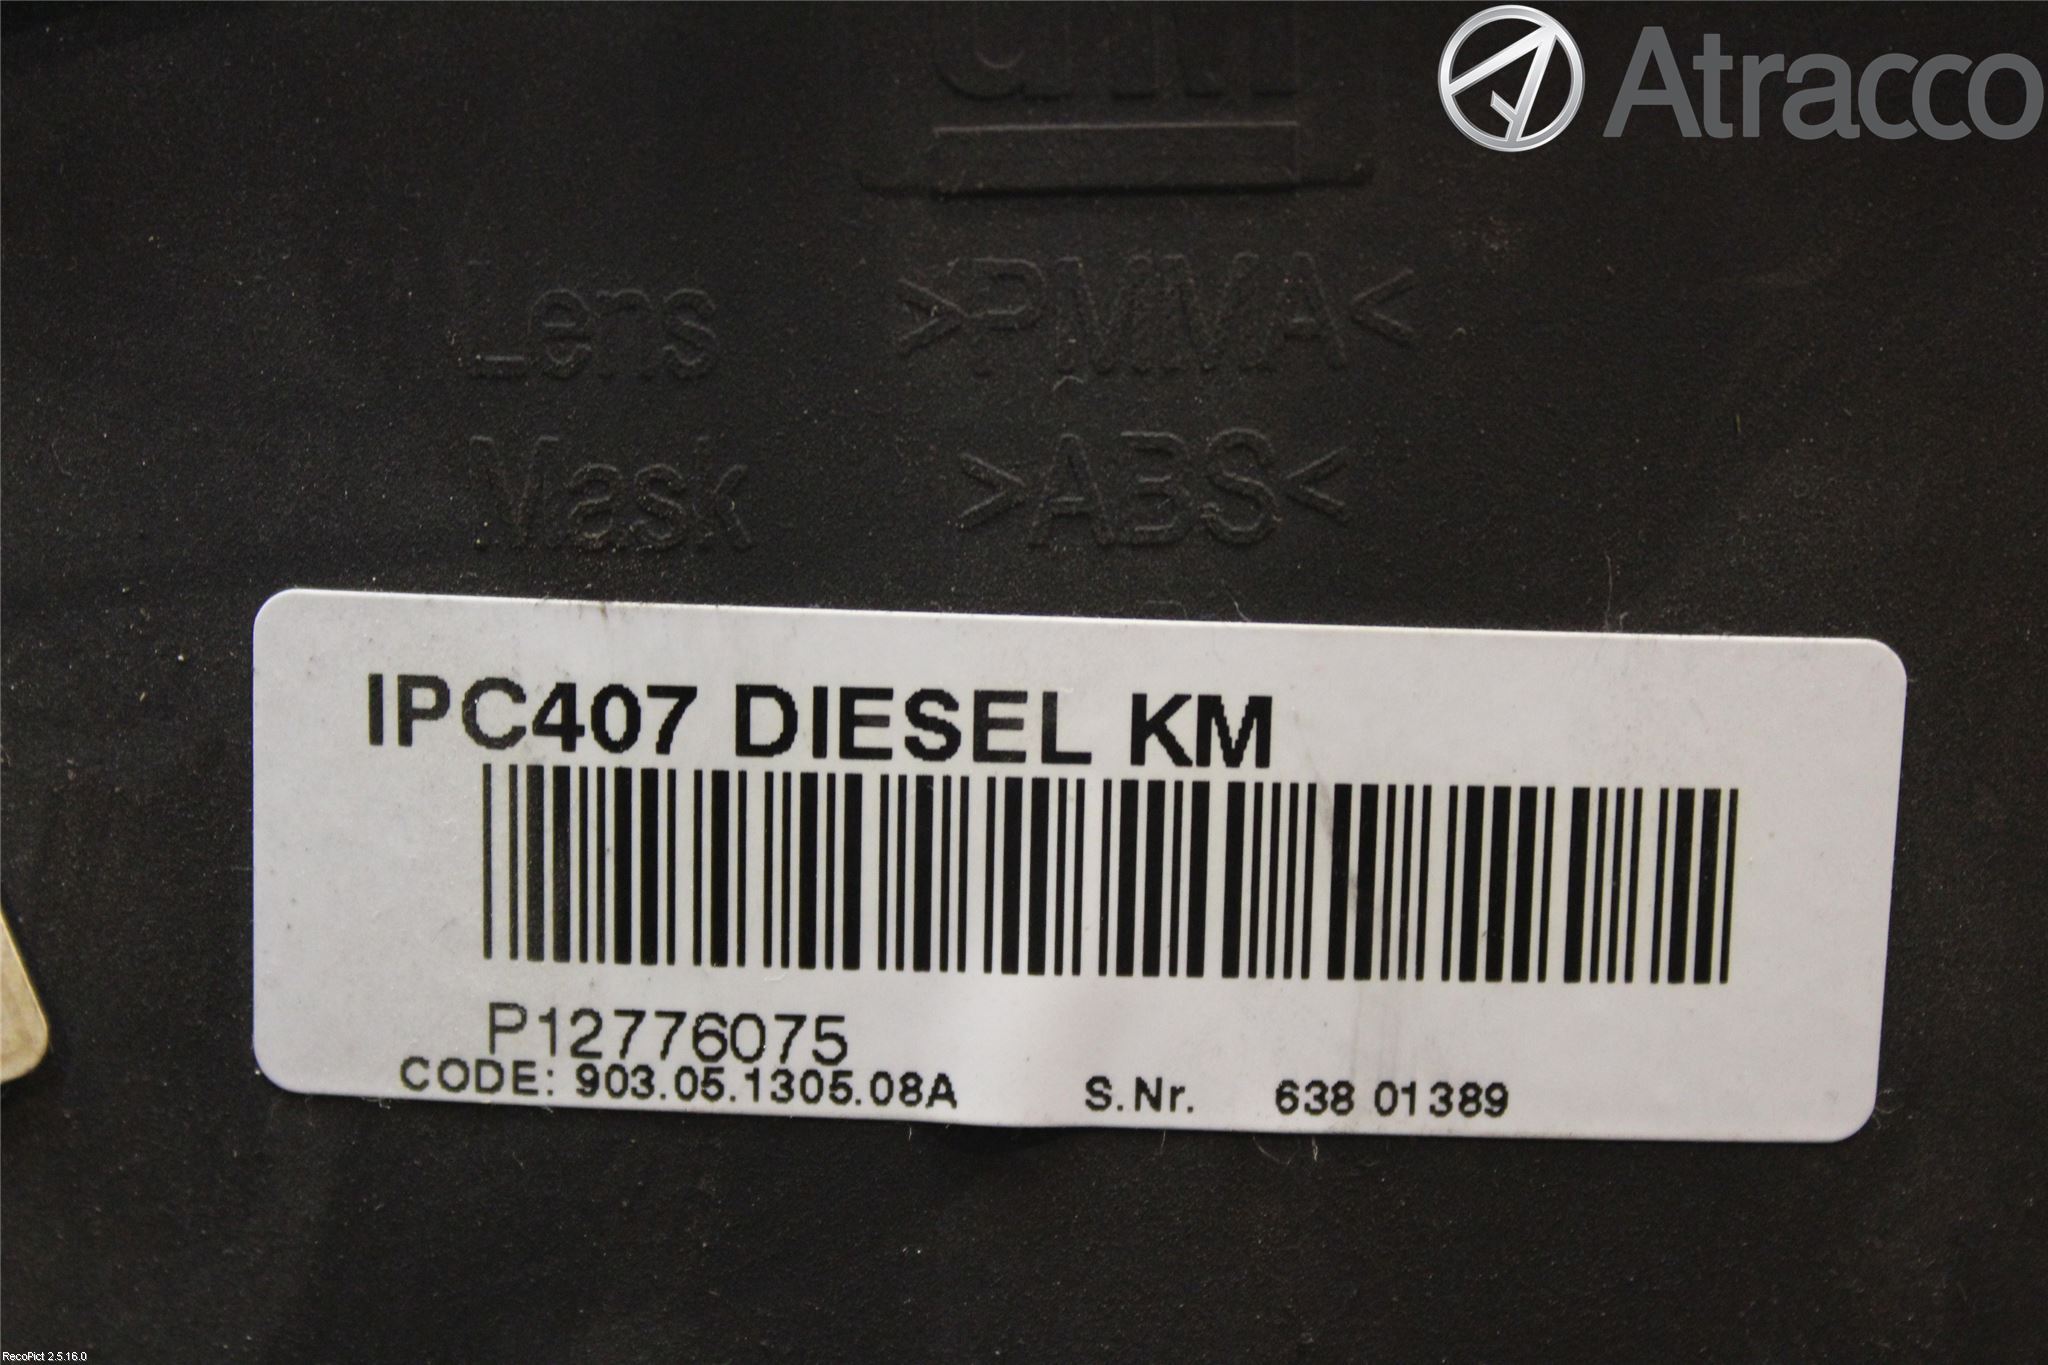 Atracco
GM
Lens >PMMA<
Mask >ABS<
IPC407 DIESEL KM
P12776075
CODE: 903.05.1305.08A S.Nr. 638 01389
RecoPict 2.5.16.0